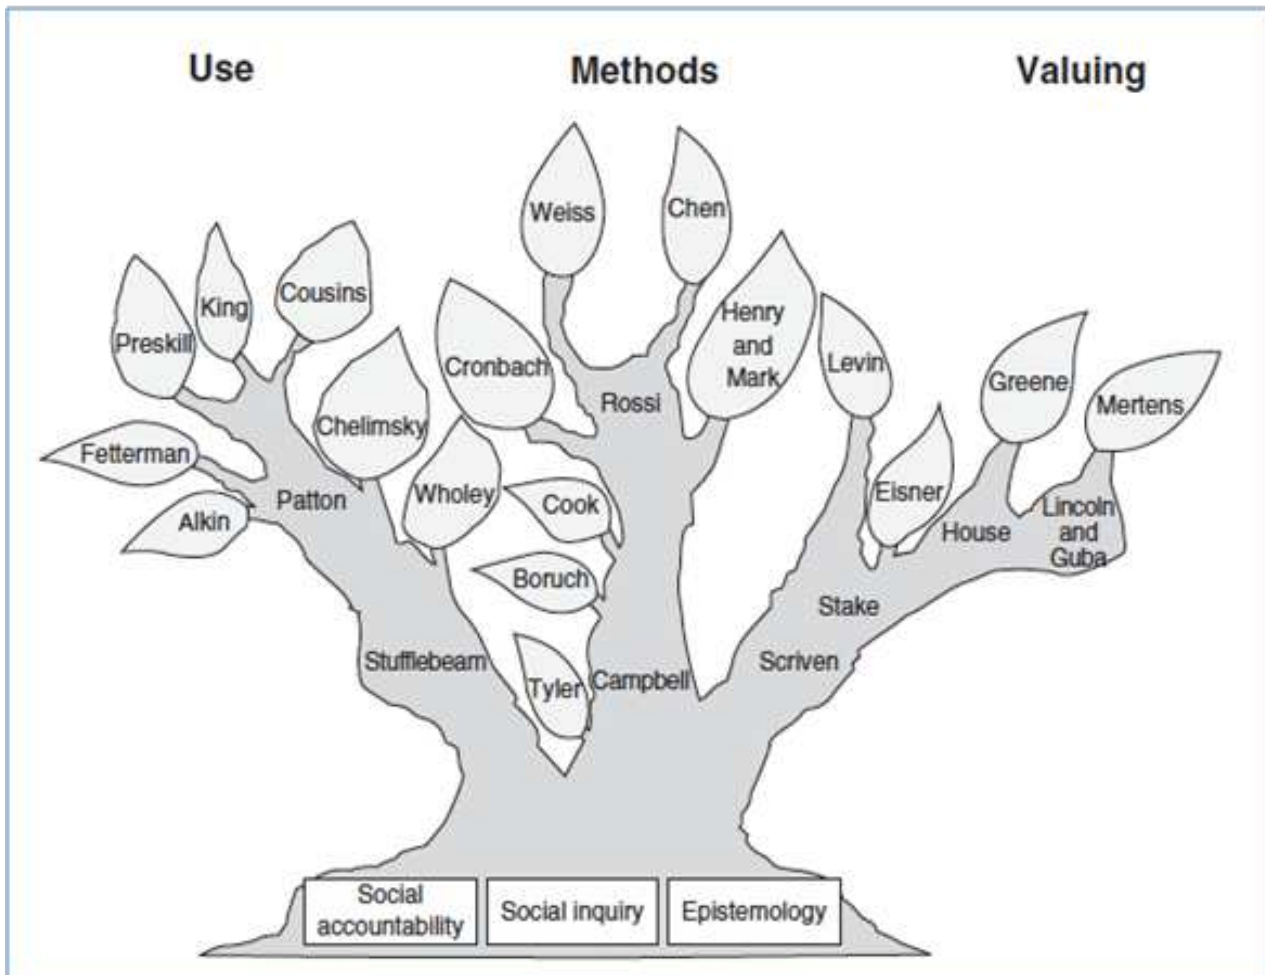 Use
Methods
Valuing
Weiss
Chen
King
Cousins
Preskill
Cronbach
Henry
and
Mark
Levin
Greene
Mertens
Rossi
Chelimsky
Fetterman
Patton
Wholey
Cook
Eisner
House
Lincoln
and
Guba
Alkin
Boruch
Stake
Stufflebeam
Tyler
Campbell
Scriven
Social
accountability
Social inquiry
Epistemology